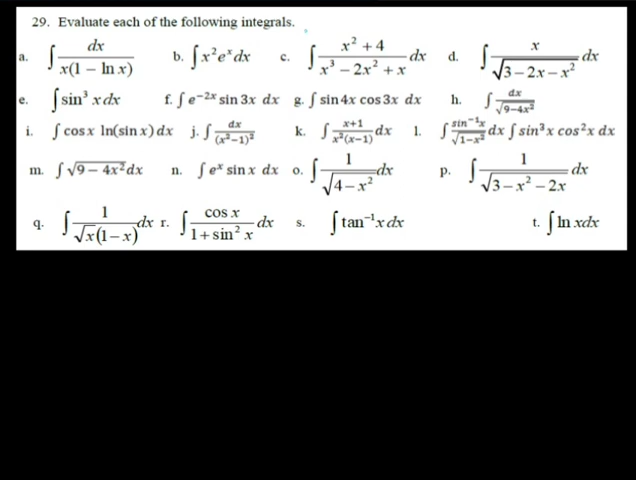 29. Evaluate each of the following integrals.
a. ∫ dx/(x(1 – ln x)) b. ∫x²eˣdx c. ∫ (x² + 4)/(x³ – 2x² + x) dx d. ∫ x/√(3–2x–x²) dx
e. ∫sin³ x dx f. ∫ e^(–2x) sin 3x dx g. ∫ sin 4x cos 3x dx h. ∫ dx/√(9–4x²)
i. ∫ cos x ln(sin x) dx j. ∫ dx/(x²–1)² k. ∫ (x+1)/(x²(x–1)) dx l. ∫ sin⁻¹x/√(1–x²) dx ∫ sin³x cos²x dx
m. ∫ √(9 – 4x²) dx n. ∫eˣ sin x dx o. ∫ 1/√(4–x²) dx p. ∫ 1/√(3–x² –2x) dx
q. ∫ 1/(√x(1–x)) dx r. ∫ cos x/(1+ sin² x) dx s. ∫ tan⁻¹ x dx t. ∫ ln xdx